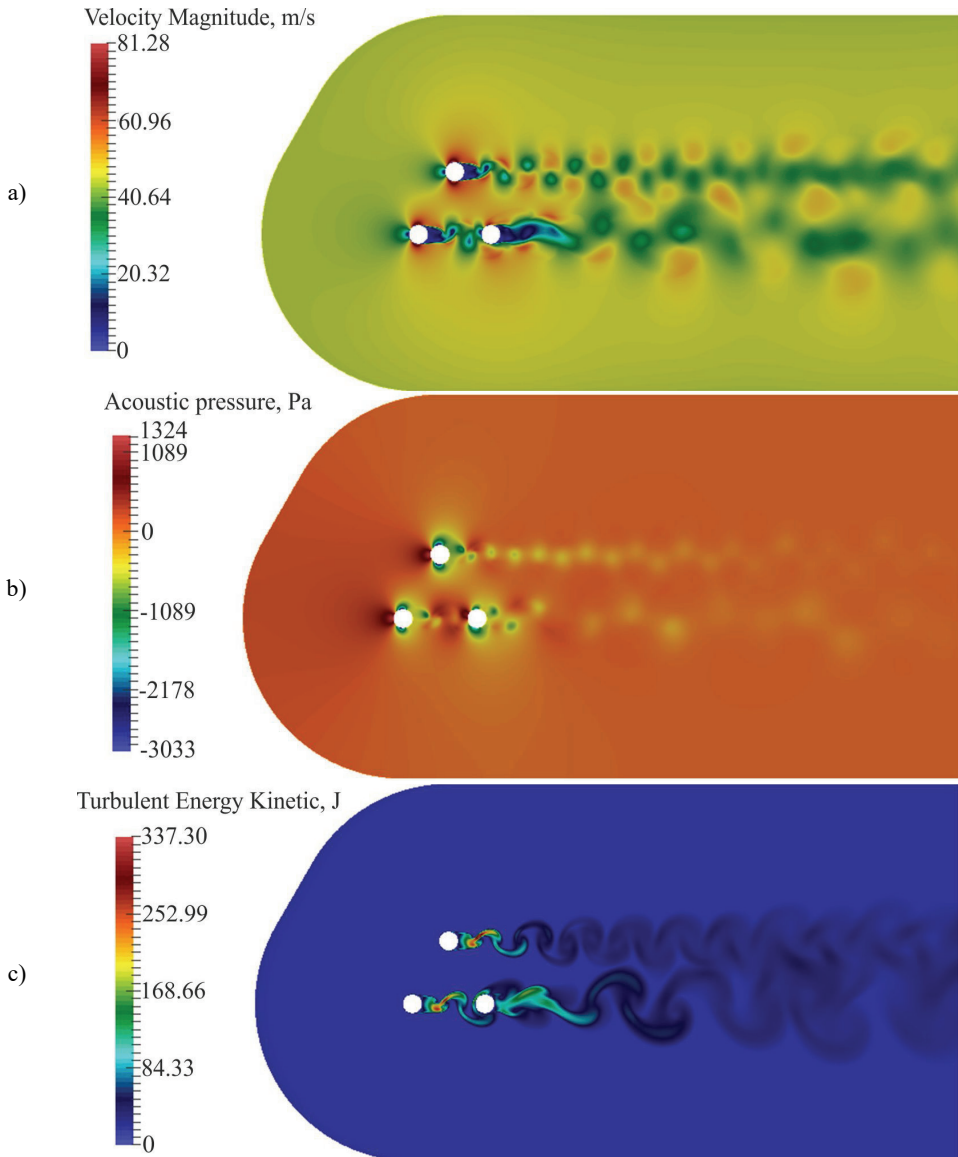 Velocity Magnitude, m/s
81.28
60.96
a)
40.64
20.32
0
Acoustic pressure, Pa
1324
1089
0
b)
-1089
-2178
-3033
Turbulent Energy Kinetic, J
337.30
252.99
c)
168.66
84.33
0